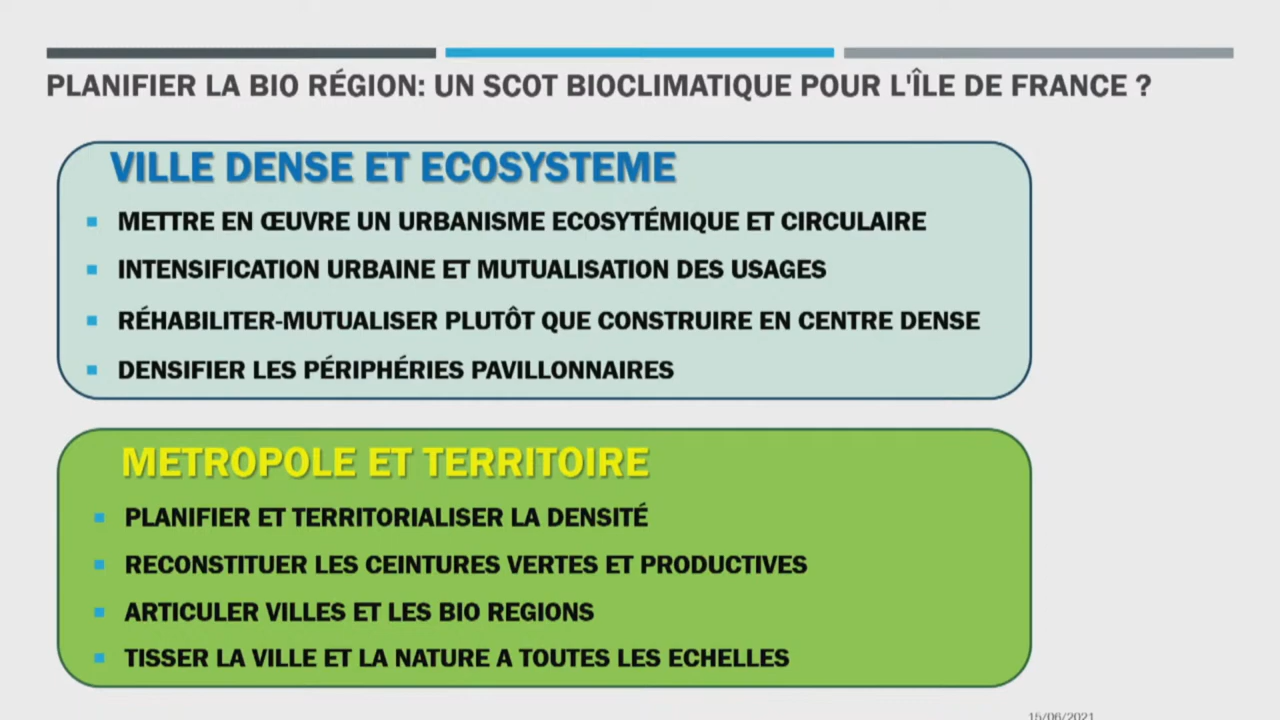 PLANIFIER LA BIO RÉGION: UN SCOT BIOCLIMATIQUE POUR L'ÎLE DE FRANCE ?
VILLE DENSE ET ECOSYSTEME
METTRE EN ŒUVRE UN URBANISME ECOSYTÉMIQUE ET CIRCULAIRE
INTENSIFICATION URBAINE ET MUTUALISATION DES USAGES
RÉHABILITER-MUTUALISER PLUTÔT QUE CONSTRUIRE EN CENTRE DENSE
DENSIFIER LES PÉRIPHÉRIES PAVILLONNAIRES
METROPOLE ET TERRITOIRE
PLANIFIER ET TERRITORIALISER LA DENSITÉ
RECONSTITUER LES CEINTURES VERTES ET PRODUCTIVES
ARTICULER VILLES ET LES BIO REGIONS
TISSER LA VILLE ET LA NATURE A TOUTES LES ECHELLES
15/06/2021